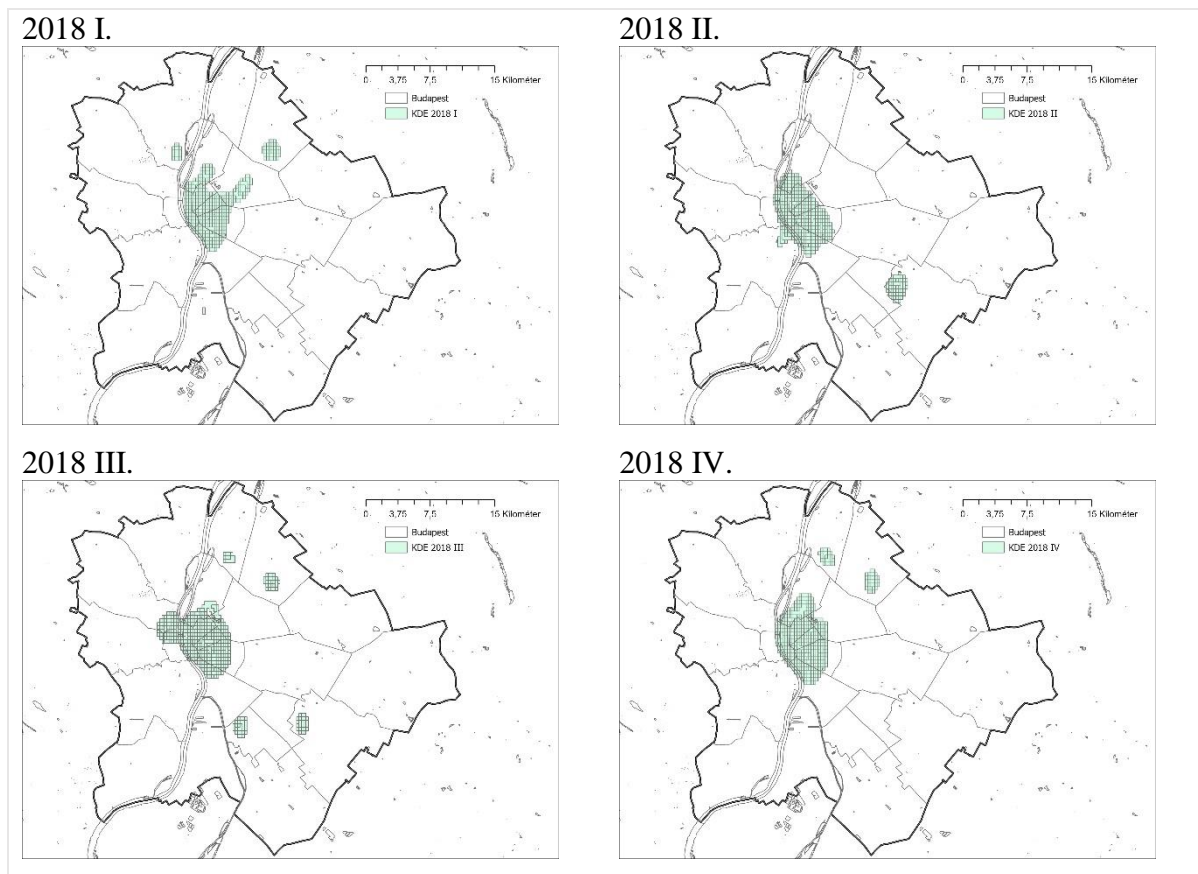 2018 I.
0 3,75 7,5 15 Kilométer
Budapest
KDE 2018 I
2018 II.
0 3,75 7,5 15 Kilométer
Budapest
KDE 2018 II
2018 III.
0 3,75 7,5 15 Kilométer
Budapest
KDE 2018 III
2018 IV.
0 3,75 7,5 15 Kilométer
Budapest
KDE 2018 IV